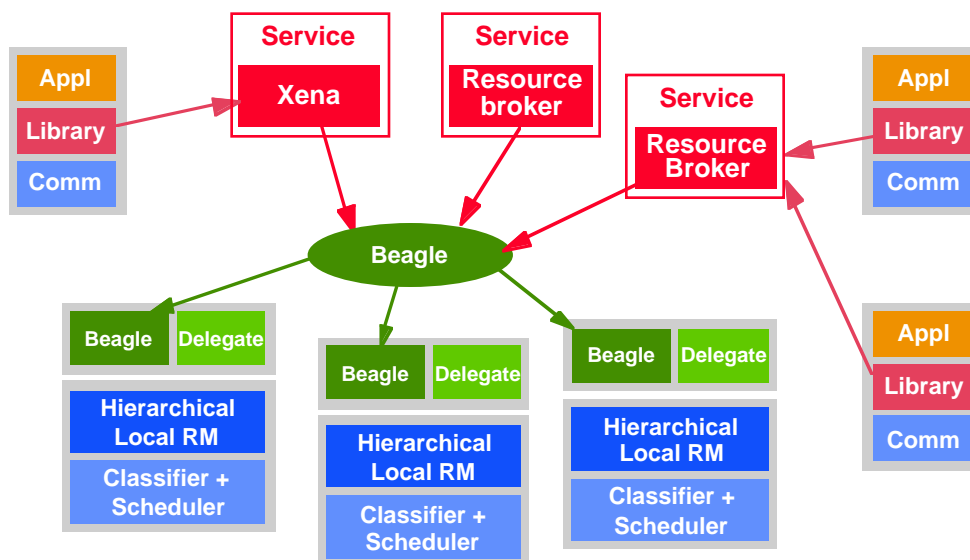 Service
Xena
Service
Resource
broker
Service
Resource
Broker
Appl
Library
Comm
Appl
Library
Comm
Beagle
Beagle
Delegate
Hierarchical
Local RM
Classifier +
Scheduler
Beagle
Delegate
Hierarchical
Local RM
Classifier +
Scheduler
Beagle
Delegate
Hierarchical
Local RM
Classifier +
Scheduler
Appl
Library
Comm